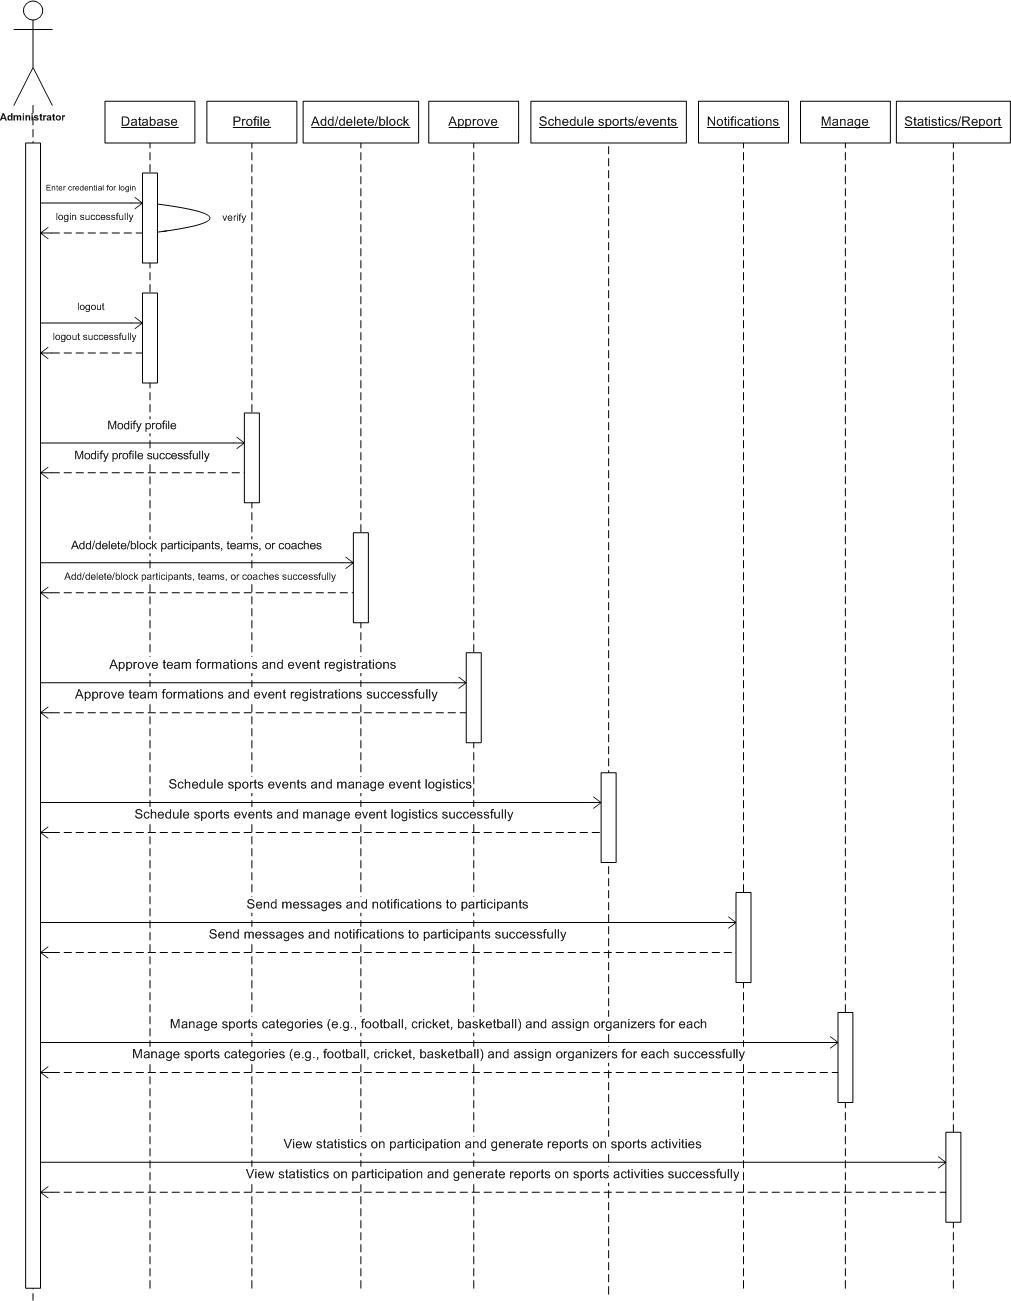 Administrator
Database
Profile
Add/delete/block
Approve
Schedule sports/events
Notifications
Manage
Statistics/Report
Enter credential for login
login successfully
verify
logout
logout successfully
Modify profile
Modify profile successfully
Add/delete/block participants, teams, or coaches
Add/delete/block participants, teams, or coaches successfully
Approve team formations and event registrations
Approve team formations and event registrations successfully
Schedule sports events and manage event logistics
Schedule sports events and manage event logistics successfully
Send messages and notifications to participants
Send messages and notifications to participants successfully
Manage sports categories (e.g., football, cricket, basketball) and assign organizers for each
Manage sports categories (e.g., football, cricket, basketball) and assign organizers for each successfully
View statistics on participation and generate reports on sports activities
View statistics on participation and generate reports on sports activities successfully